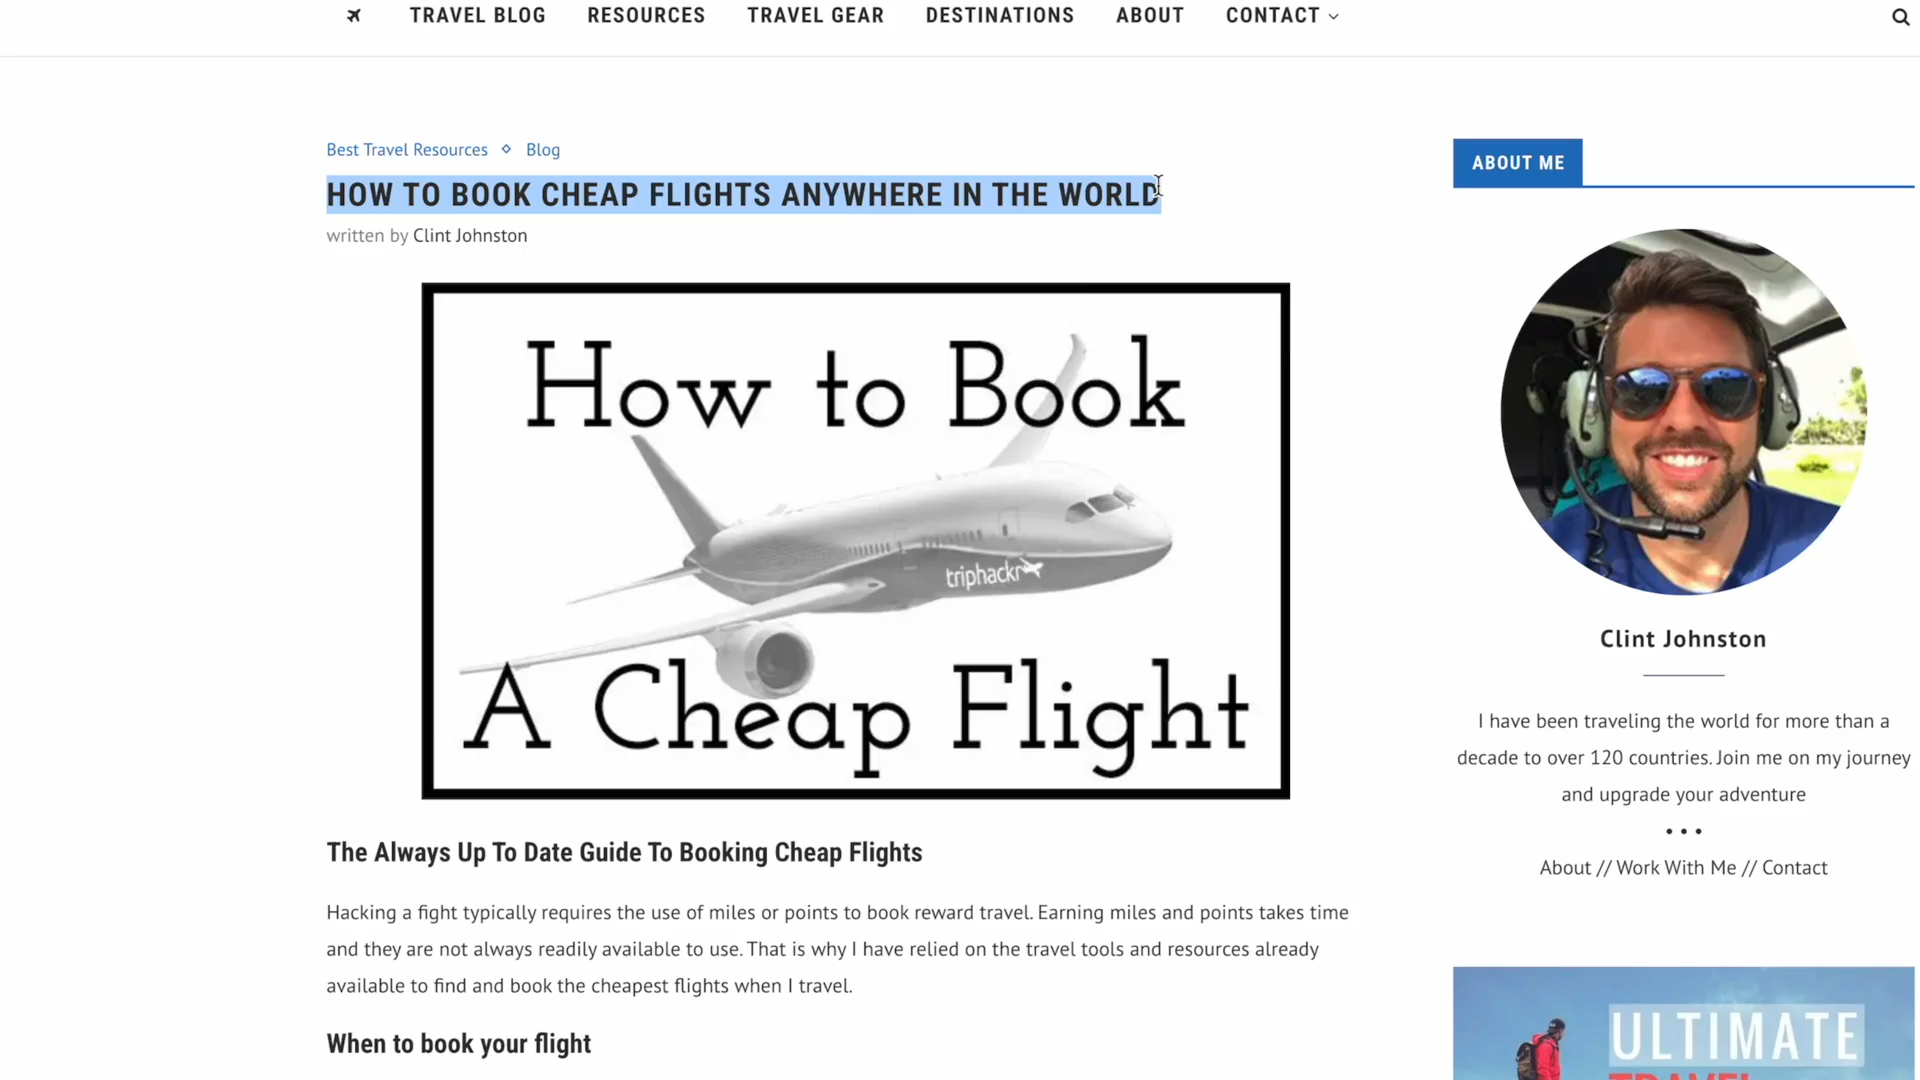 TRAVEL BLOG RESOURCES TRAVEL GEAR DESTINATIONS ABOUT CONTACT
Best Travel Resources ◇ Blog
HOW TO BOOK CHEAP FLIGHTS ANYWHERE IN THE WORLD
written by Clint Johnston
How to Book
triphackr
A Cheap Flight
The Always Up To Date Guide To Booking Cheap Flights
Hacking a fight typically requires the use of miles or points to book reward travel. Earning miles and points takes time
and they are not always readily available to use. That is why I have relied on the travel tools and resources already
available to find and book the cheapest flights when I travel.
When to book your flight
ABOUT ME
Clint Johnston
I have been traveling the world for more than a
decade to over 120 countries. Join me on my journey
and upgrade your adventure
• • •
About // Work With Me // Contact
ULTIMATE
TRAVEL